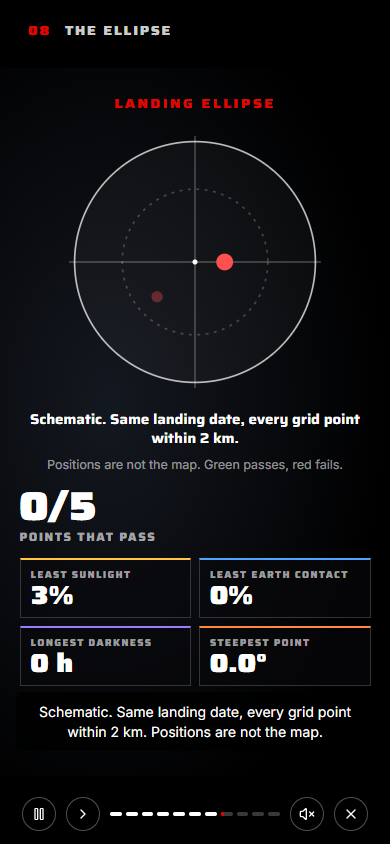 08 THE ELLIPSE
LANDING ELLIPSE
Schematic. Same landing date, every grid point
within 2 km.
Positions are not the map. Green passes, red fails.
0/5
POINTS THAT PASS
LEAST SUNLIGHT
3%
LEAST EARTH CONTACT
0%
LONGEST DARKNESS
0 h
STEEPEST POINT
0.0°
Schematic. Same landing date, every grid point
within 2 km. Positions are not the map.